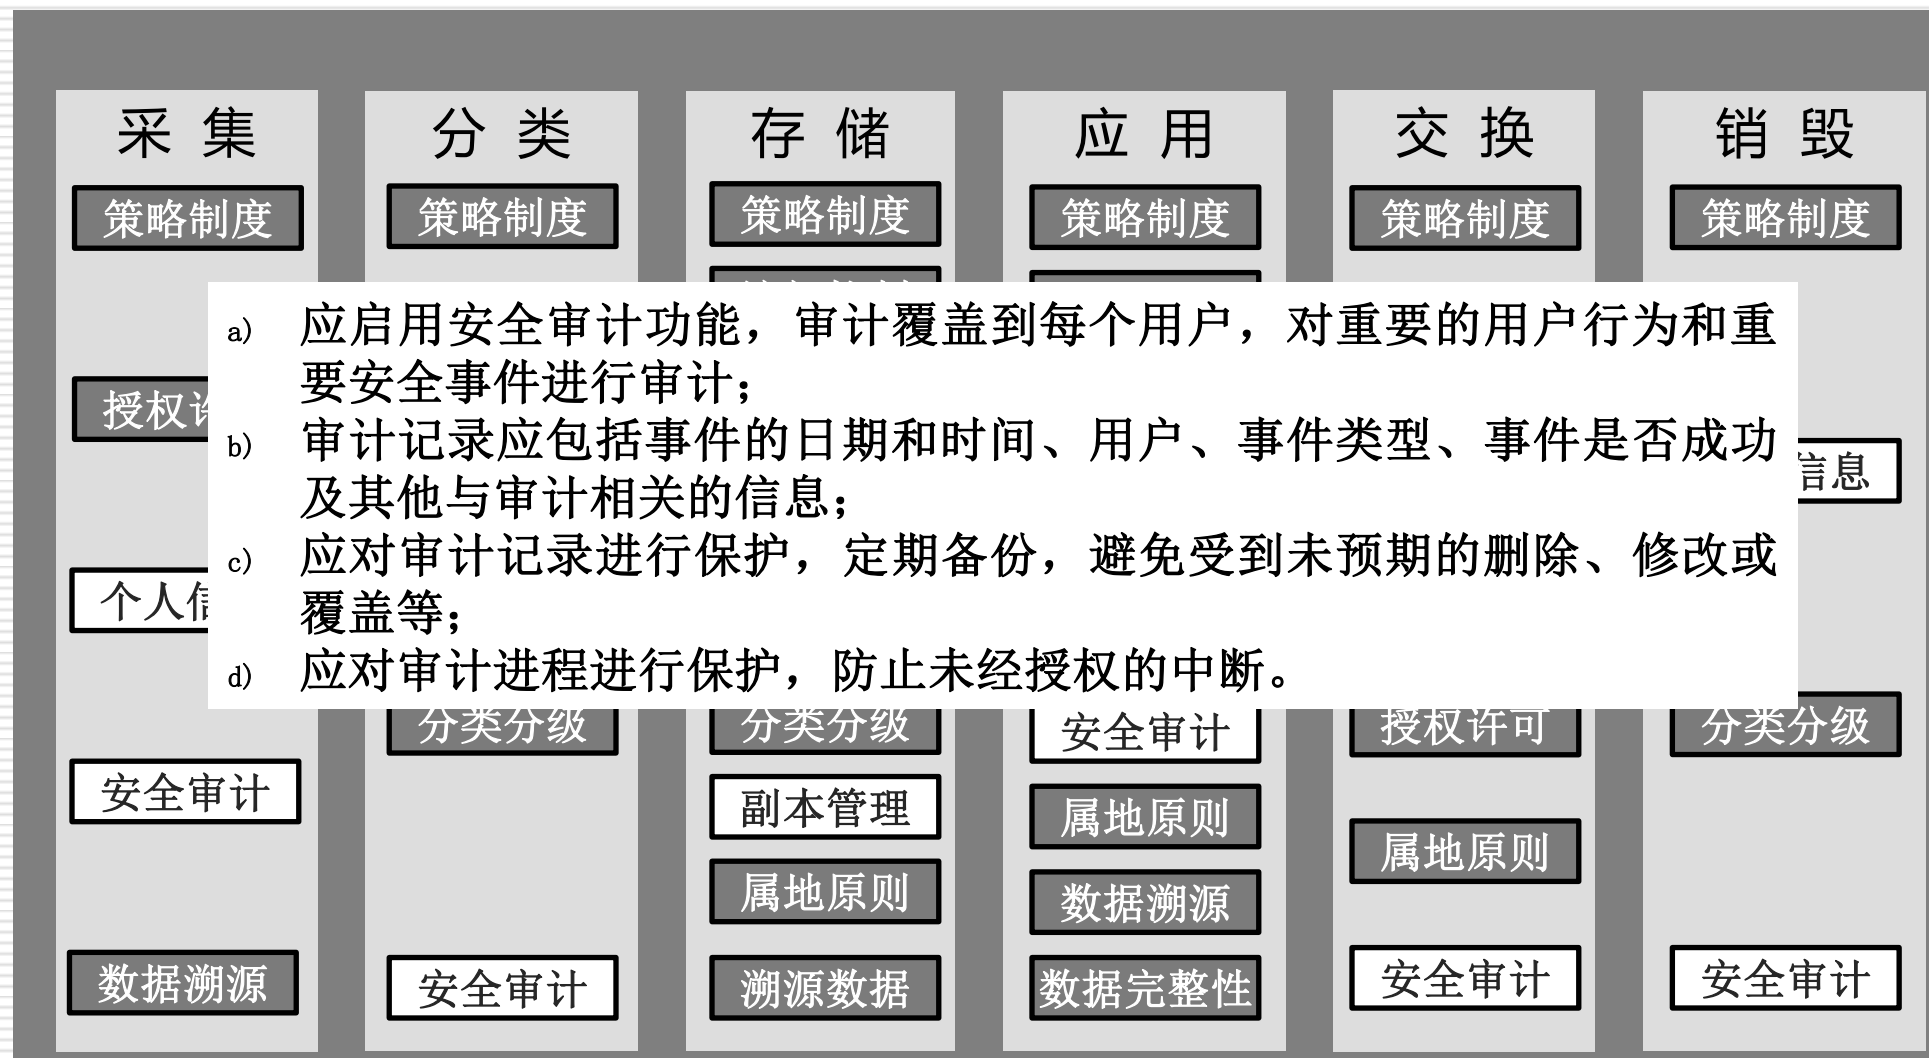 采 集
分 类
存 储
应 用
交 换
销 毁
策略制度
策略制度
策略制度
策略制度
策略制度
策略制度
a) 应启用安全审计功能，审计覆盖到每个用户，对重要的用户行为和重
要安全事件进行审计；
b) 审计记录应包括事件的日期和时间、用户、事件类型、事件是否成功
及其他与审计相关的信息；
c) 应对审计记录进行保护，定期备份，避免受到未预期的删除、修改或
覆盖等；
d) 应对审计进程进行保护，防止未经授权的中断。
授权
信息
个人
分类分级
分类分级
安全审计
授权许可
分类分级
安全审计
副本管理
属地原则
属地原则
属地原则
数据溯源
数据溯源
安全审计
溯源数据
数据完整性
安全审计
安全审计